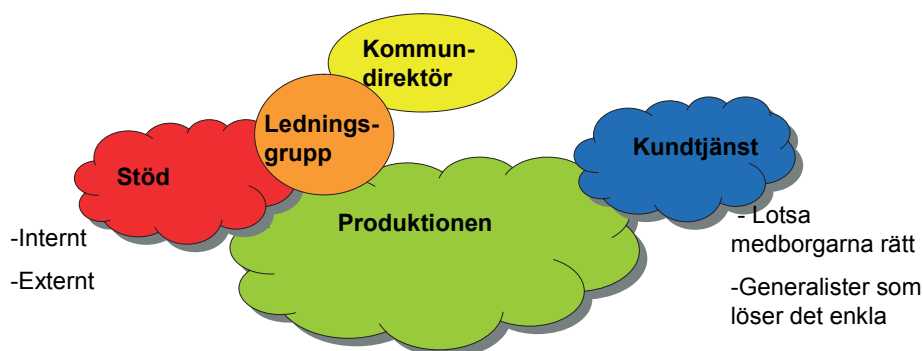 Kommun-
direktör
Lednings-
grupp
Stöd
Kundtjänst
Produktionen
-Internt
-Externt
- Lotsa
medborgarna rätt
-Generalister som
löser det enkla